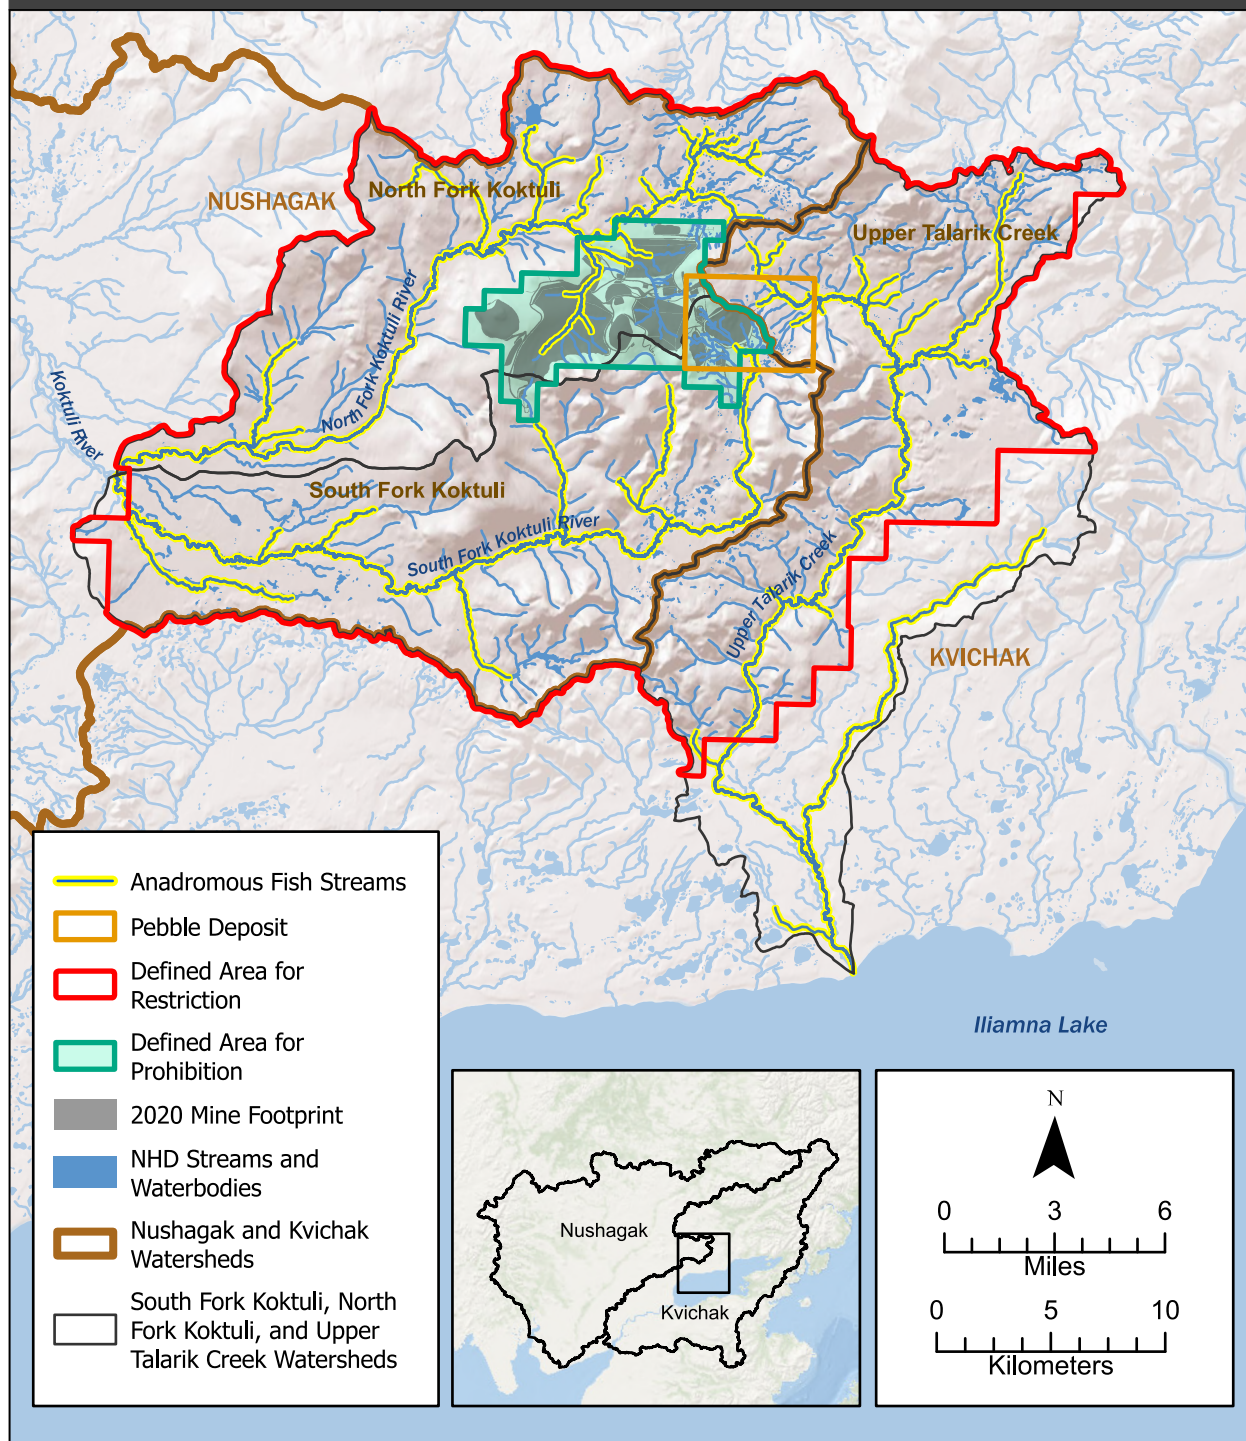 NUSHAGAK
North Fork Koktuli
Upper Talarik Creek
North Fork Koktuli River
Koktuli River
South Fork Koktuli
South Fork Koktuli River
Upper Talarik Creek
KVICHAK
Iliamna Lake
Anadromous Fish Streams
Pebble Deposit
Defined Area for
Restriction
Defined Area for
Prohibition
2020 Mine Footprint
NHD Streams and
Waterbodies
Nushagak and Kvichak
Watersheds
South Fork Koktuli, North
Fork Koktuli, and Upper
Talarik Creek Watersheds
Nushagak
Kvichak
N
0 3 6
Miles
0 5 10
Kilometers